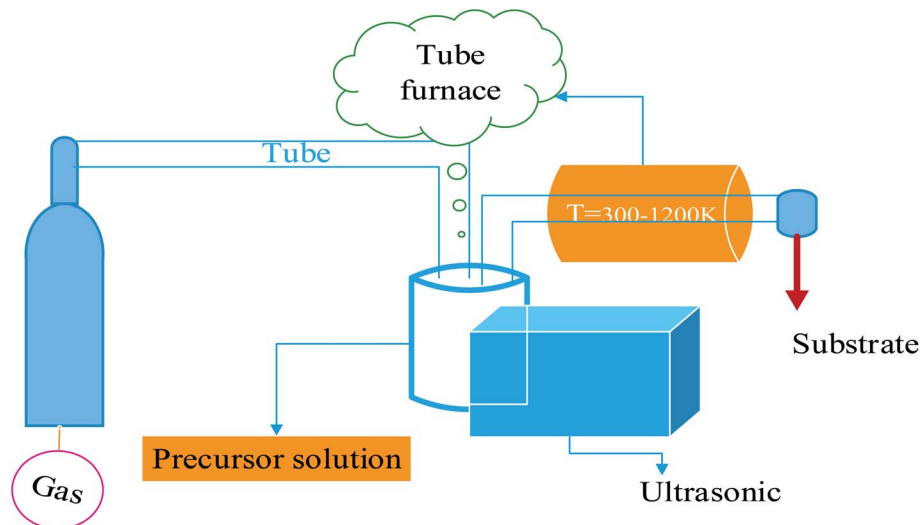 Tube
furnace
Tube
T=300-1200K
Substrate
Precursor solution
Gas
Ultrasonic